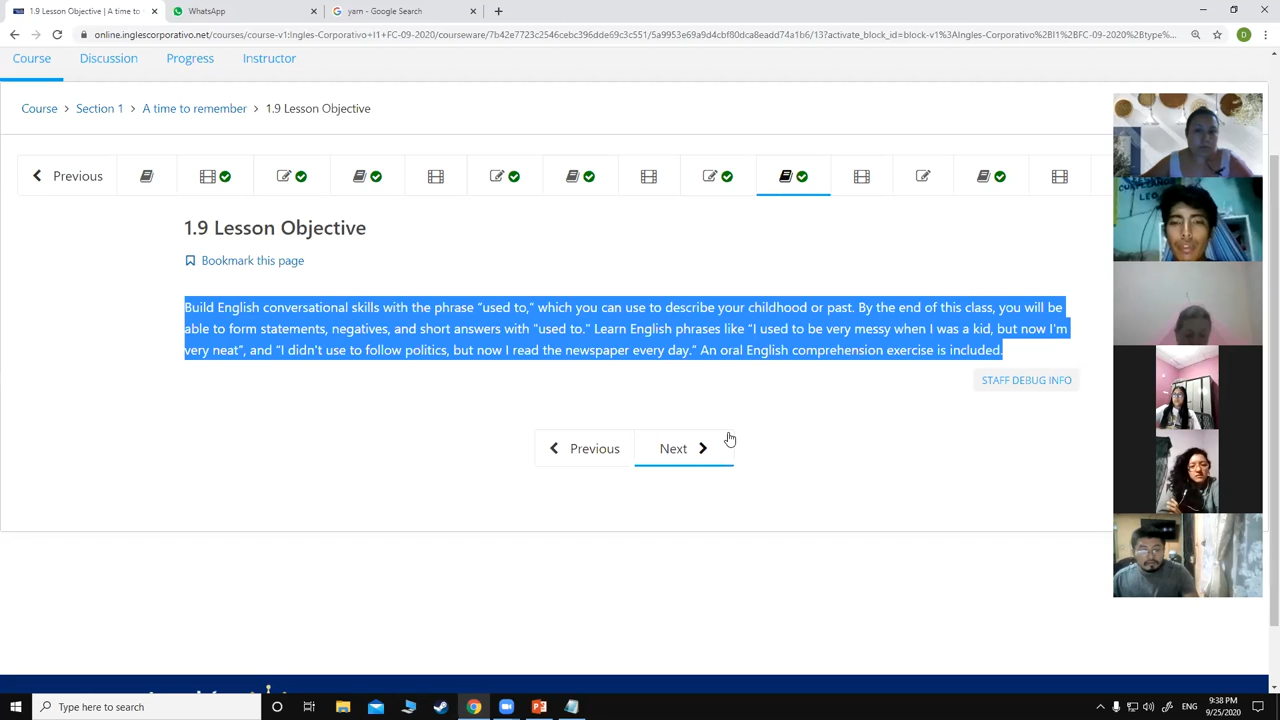 1.9 Lesson Objective | A time to
WhatsApp
yarn - Google Search
online.inglescorporativo.net/courses/course-v1:Ingles-Corporativo+I1+FC-09-2020/courseware/7b42e7723c2546cebc396dde69c3c551/5a9953e69a9d4cbf80dca8eadd74a1b6/13?activate_block_id=block-v1%3AIngles-Corporativo%2BI1%2BFC-09-2020%2Btype%...
D
Course
Discussion
Progress
Instructor
Course > Section 1 > A time to remember > 1.9 Lesson Objective
Previous
1.9 Lesson Objective
Bookmark this page
Build English conversational skills with the phrase “used to,” which you can use to describe your childhood or past. By the end of this class, you will be
able to form statements, negatives, and short answers with “used to.” Learn English phrases like “I used to be very messy when I was a kid, but now I'm
very neat”, and “I didn't use to follow politics, but now I read the newspaper every day.” An oral English comprehension exercise is included.
STAFF DEBUG INFO
Previous
Next
LEO
Type here to search
ENG
9:38 PM
9/25/2020